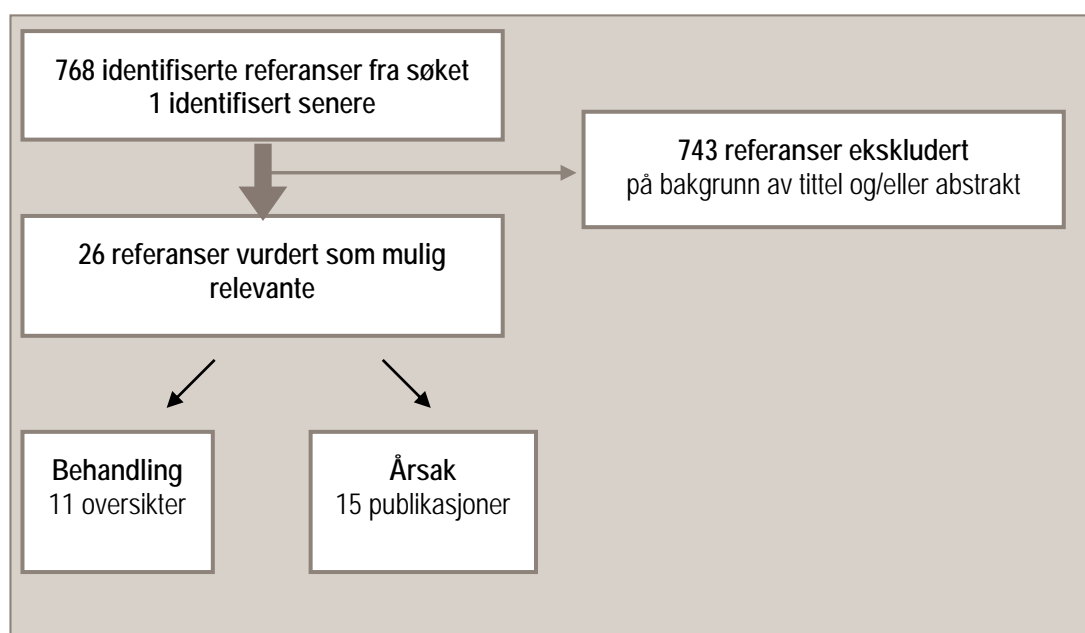 768 identifiserte referanser fra søket
1 identifisert senere
743 referanser ekskludert
på bakgrunn av tittel og/eller abstrakt
26 referanser vurdert som mulig
relevante
Behandling
11 oversikter
Årsak
15 publikasjoner